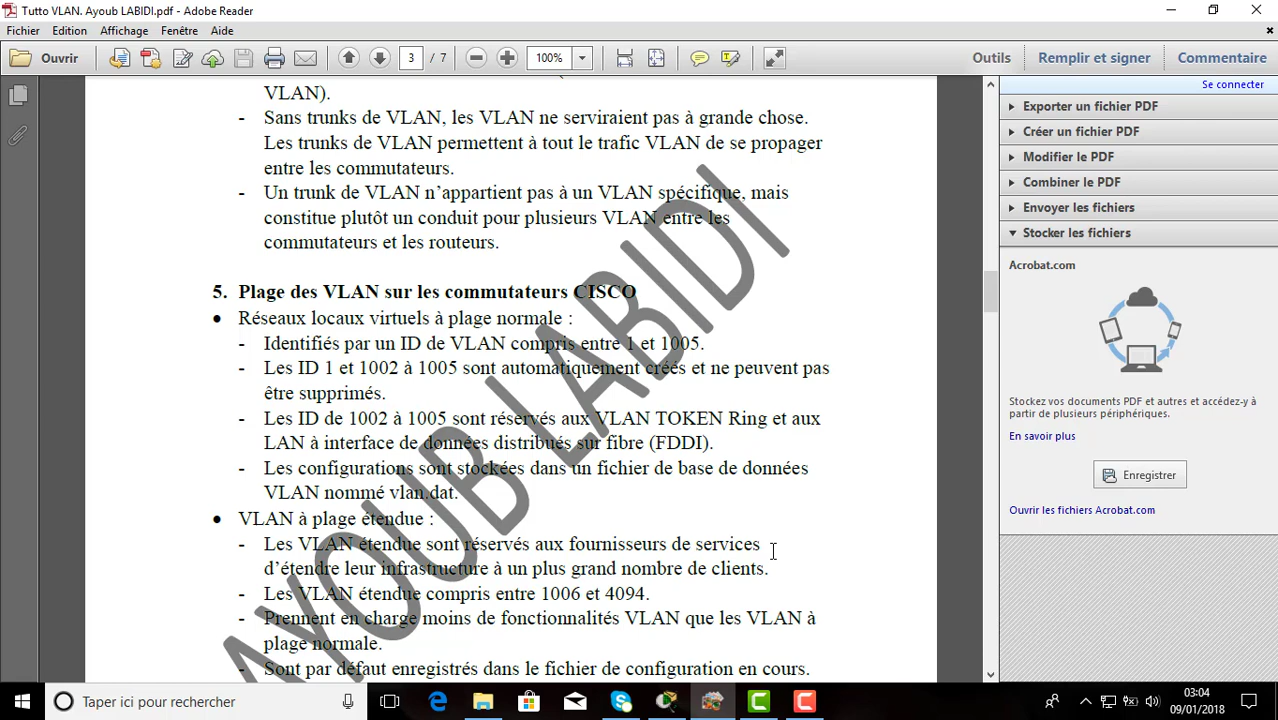 Tutto VLAN. Ayoub LABIDI.pdf - Adobe Reader
Fichier Edition Affichage Fenêtre Aide
Ouvrir 3 / 7 100% Outils Remplir et signer Commentaire
Se connecter
VLAN).
- Sans trunks de VLAN, les VLAN ne serviraient pas à grande chose.
Les trunks de VLAN permettent à tout le trafic VLAN de se propager
entre les commutateurs.
- Un trunk de VLAN n’appartient pas à un VLAN spécifique, mais
constitue plutôt un conduit pour plusieurs VLAN entre les
commutateurs et les routeurs.
5. Plage des VLAN sur les commutateurs CISCO
• Réseaux locaux virtuels à plage normale :
- Identifiés par un ID de VLAN compris entre 1 et 1005.
- Les ID 1 et 1002 à 1005 sont automatiquement créés et ne peuvent pas
être supprimés.
- Les ID de 1002 à 1005 sont réservés aux VLAN TOKEN Ring et aux
LAN à interface de données distribués sur fibre (FDDI).
- Les configurations sont stockées dans un fichier de base de données
VLAN nommé vlan.dat.
• VLAN à plage étendue :
- Les VLAN étendue sont réservés aux fournisseurs de services
d’étendre leur infrastructure à un plus grand nombre de clients.
- Les VLAN étendue compris entre 1006 et 4094.
- Prennent en charge moins de fonctionnalités VLAN que les VLAN à
plage normale.
- Sont par défaut enregistrés dans le fichier de configuration en cours.
AYOUB LABIDI
Exporter un fichier PDF
Créer un fichier PDF
Modifier le PDF
Combiner le PDF
Envoyer les fichiers
Stocker les fichiers
Acrobat.com
Stockez vos documents PDF et autres et accédez-y à
partir de plusieurs périphériques.
En savoir plus
Enregistrer
Ouvrir les fichiers Acrobat.com
Taper ici pour rechercher
03:04
09/01/2018